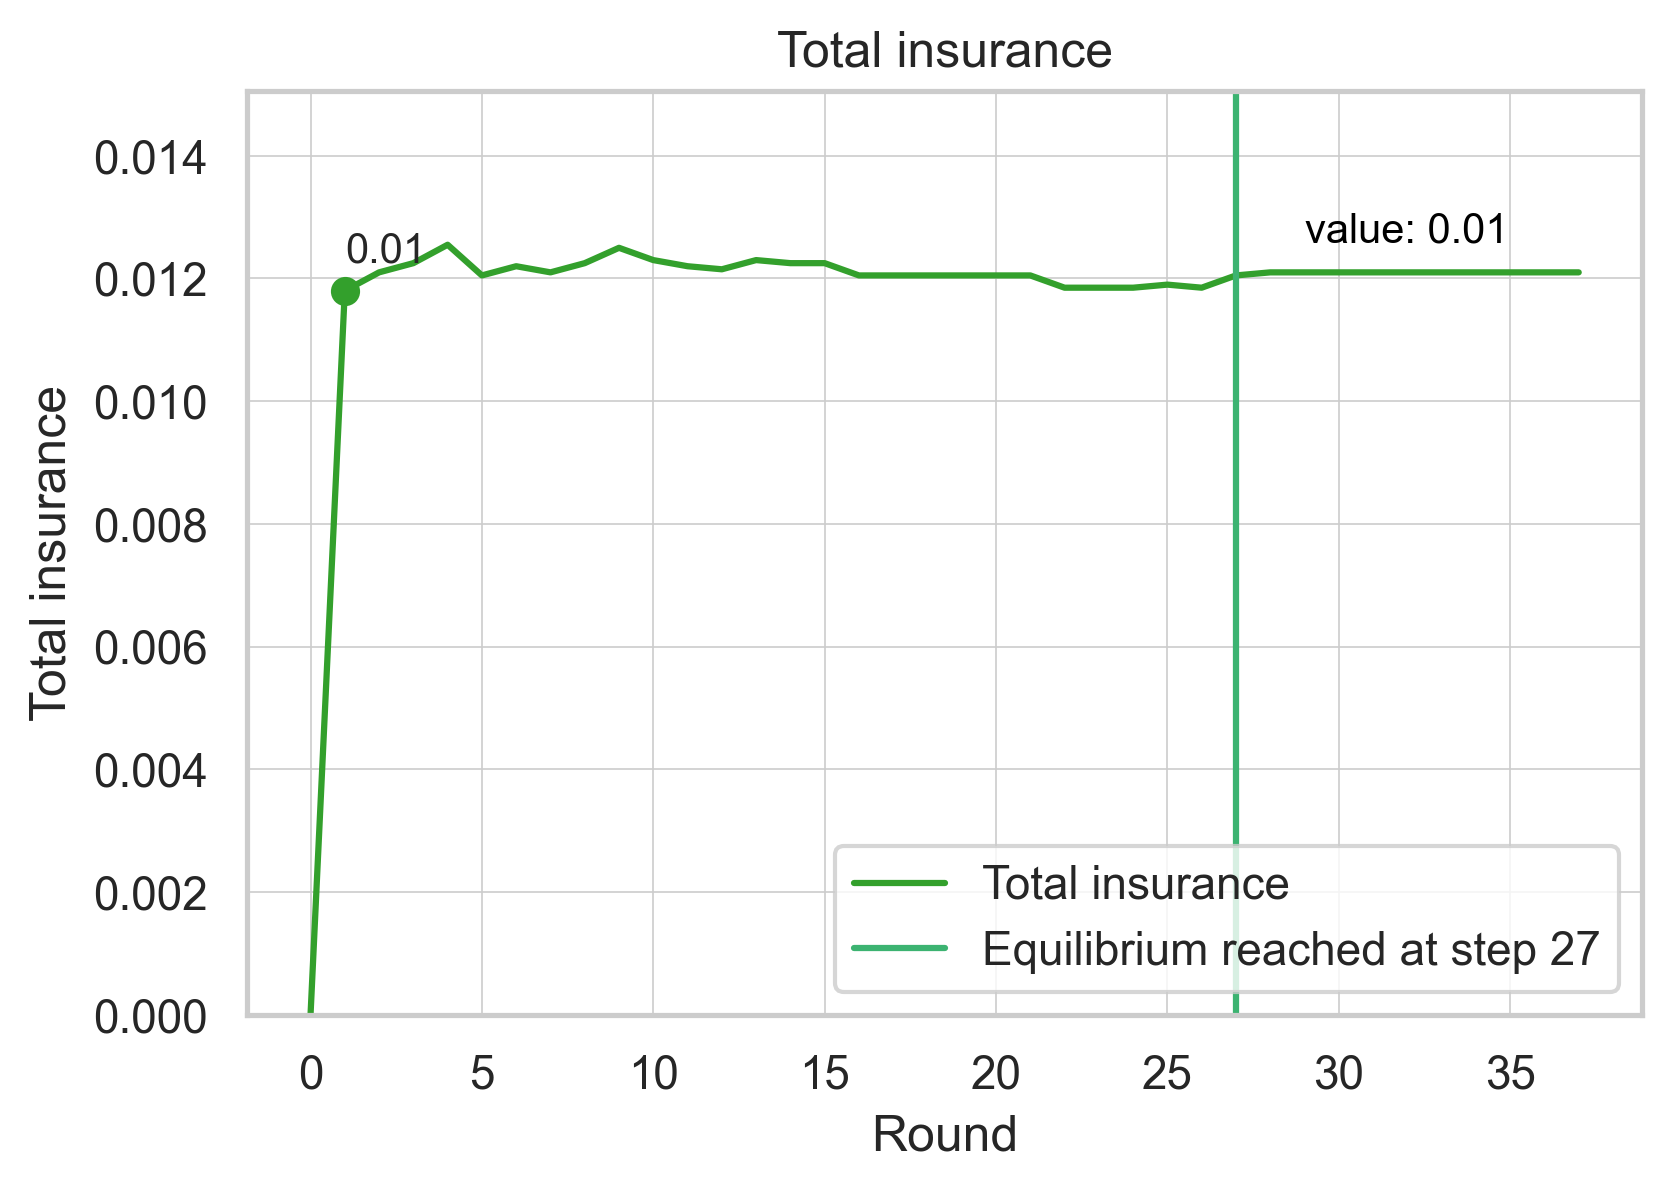 Total insurance
Total insurance
0.014
0.012
0.010
0.008
0.006
0.004
0.002
0.000
0.01
value: 0.01
Total insurance
Equilibrium reached at step 27
0 5 10 15 20 25 30 35
Round